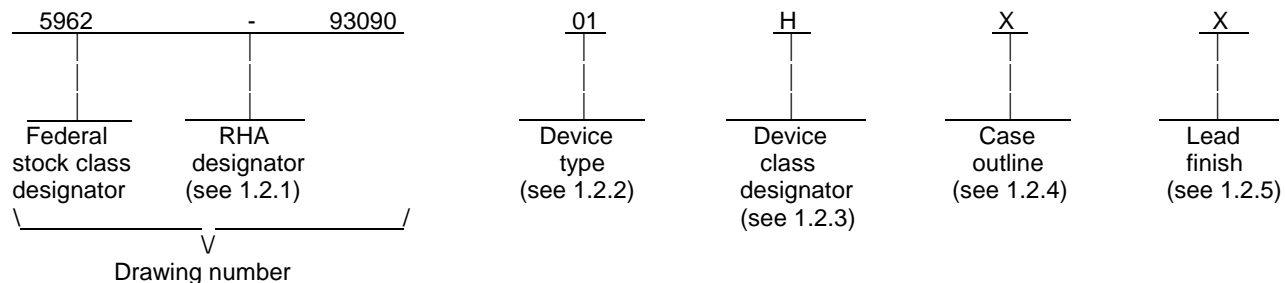 5962 - 93090 01 H X X
Federal stock class designator
RHA designator (see 1.2.1)
Device type (see 1.2.2)
Device class designator (see 1.2.3)
Case outline (see 1.2.4)
Lead finish (see 1.2.5)
Drawing number